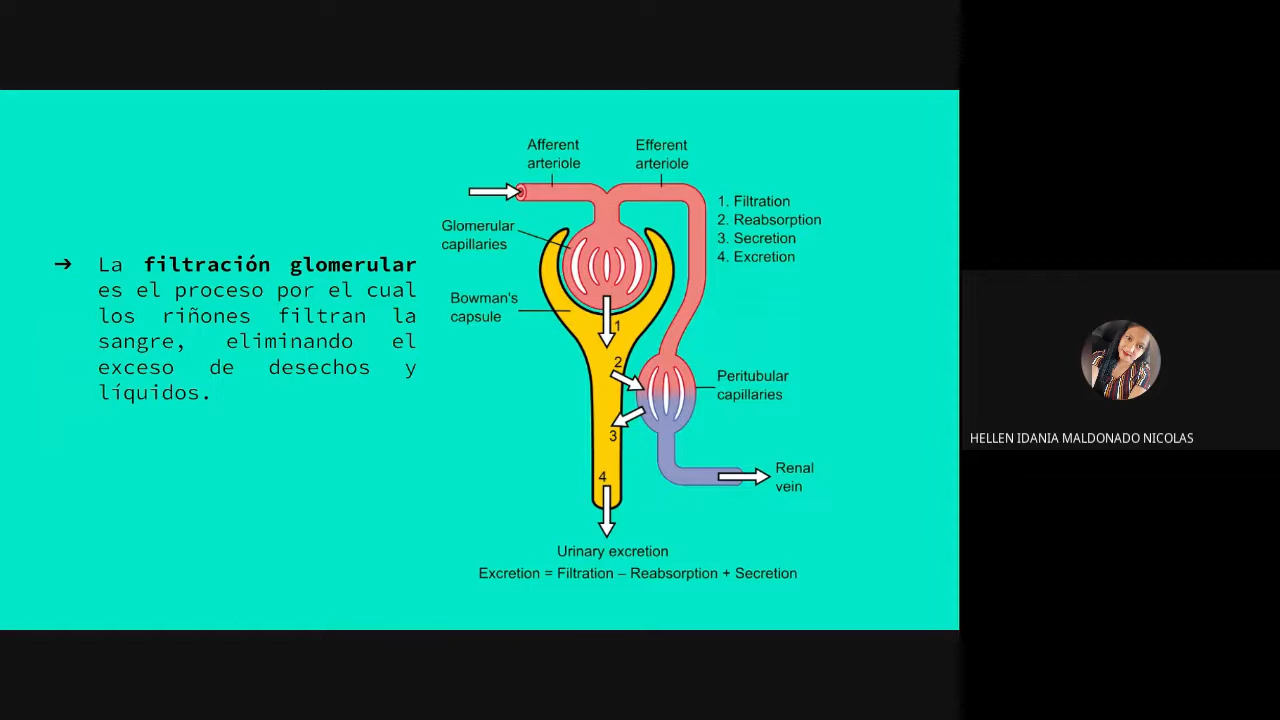 ➔ La filtración glomerular
es el proceso por el cual
los riñones filtran la
sangre, eliminando el
exceso de desechos y
líquidos.
Afferent
arteriole
Efferent
arteriole
1. Filtration
2. Reabsorption
3. Secretion
4. Excretion
Glomerular
capillaries
Bowman's
capsule
1
2
3
4
Peritubular
capillaries
Renal
vein
Urinary excretion
Excretion = Filtration – Reabsorption + Secretion
HELLEN IDANIA MALDONADO NICOLAS